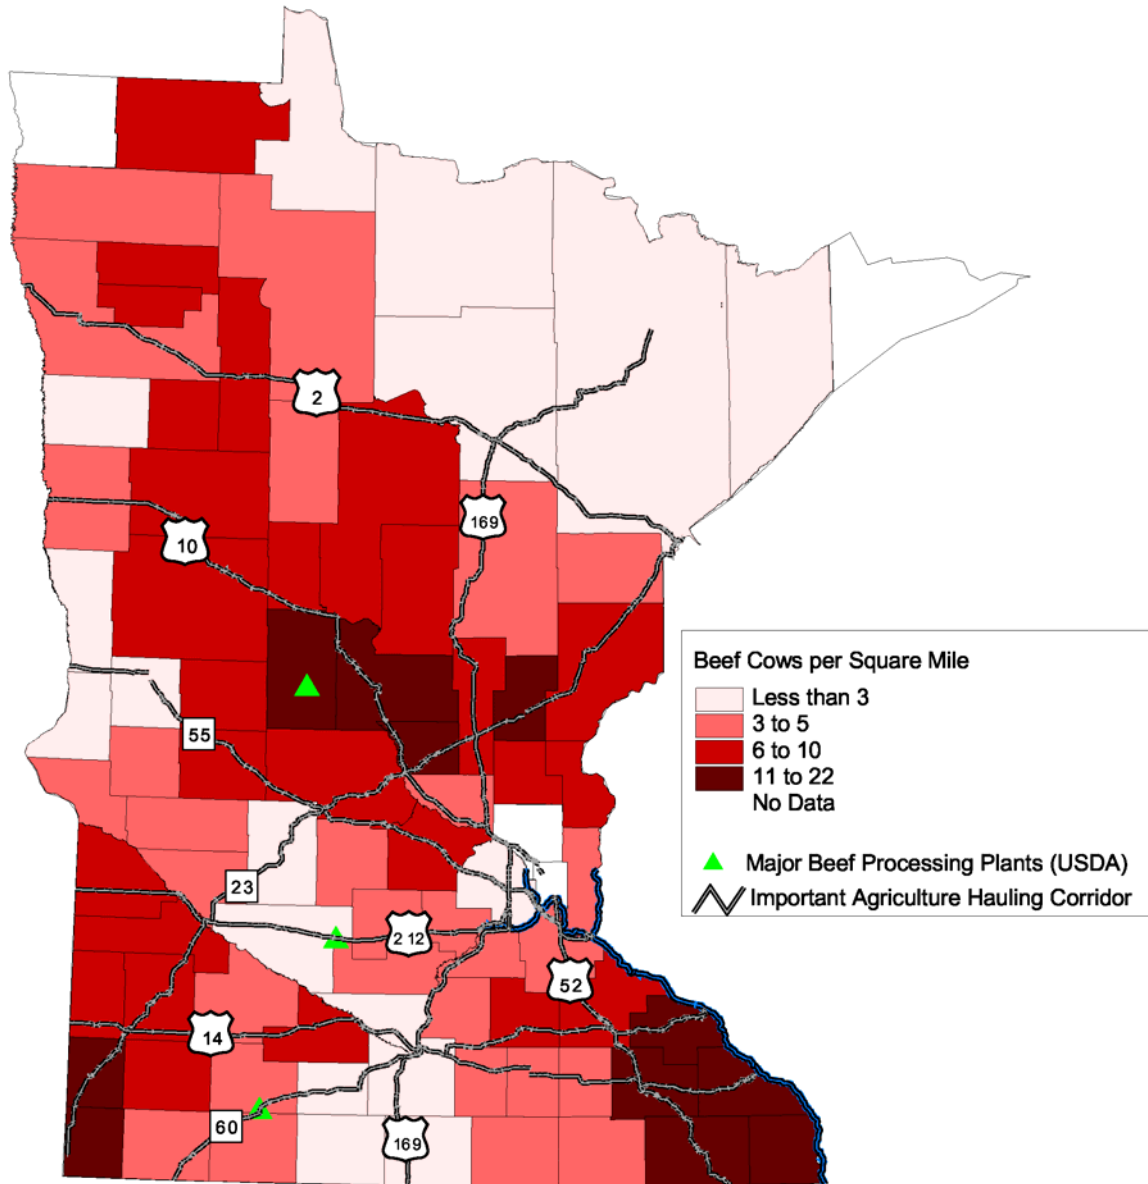 2
169
10
Beef Cows per Square Mile
Less than 3
3 to 5
6 to 10
11 to 22
No Data
55
Major Beef Processing Plants (USDA)
23
Important Agriculture Hauling Corridor
2 12
52
14
60
169